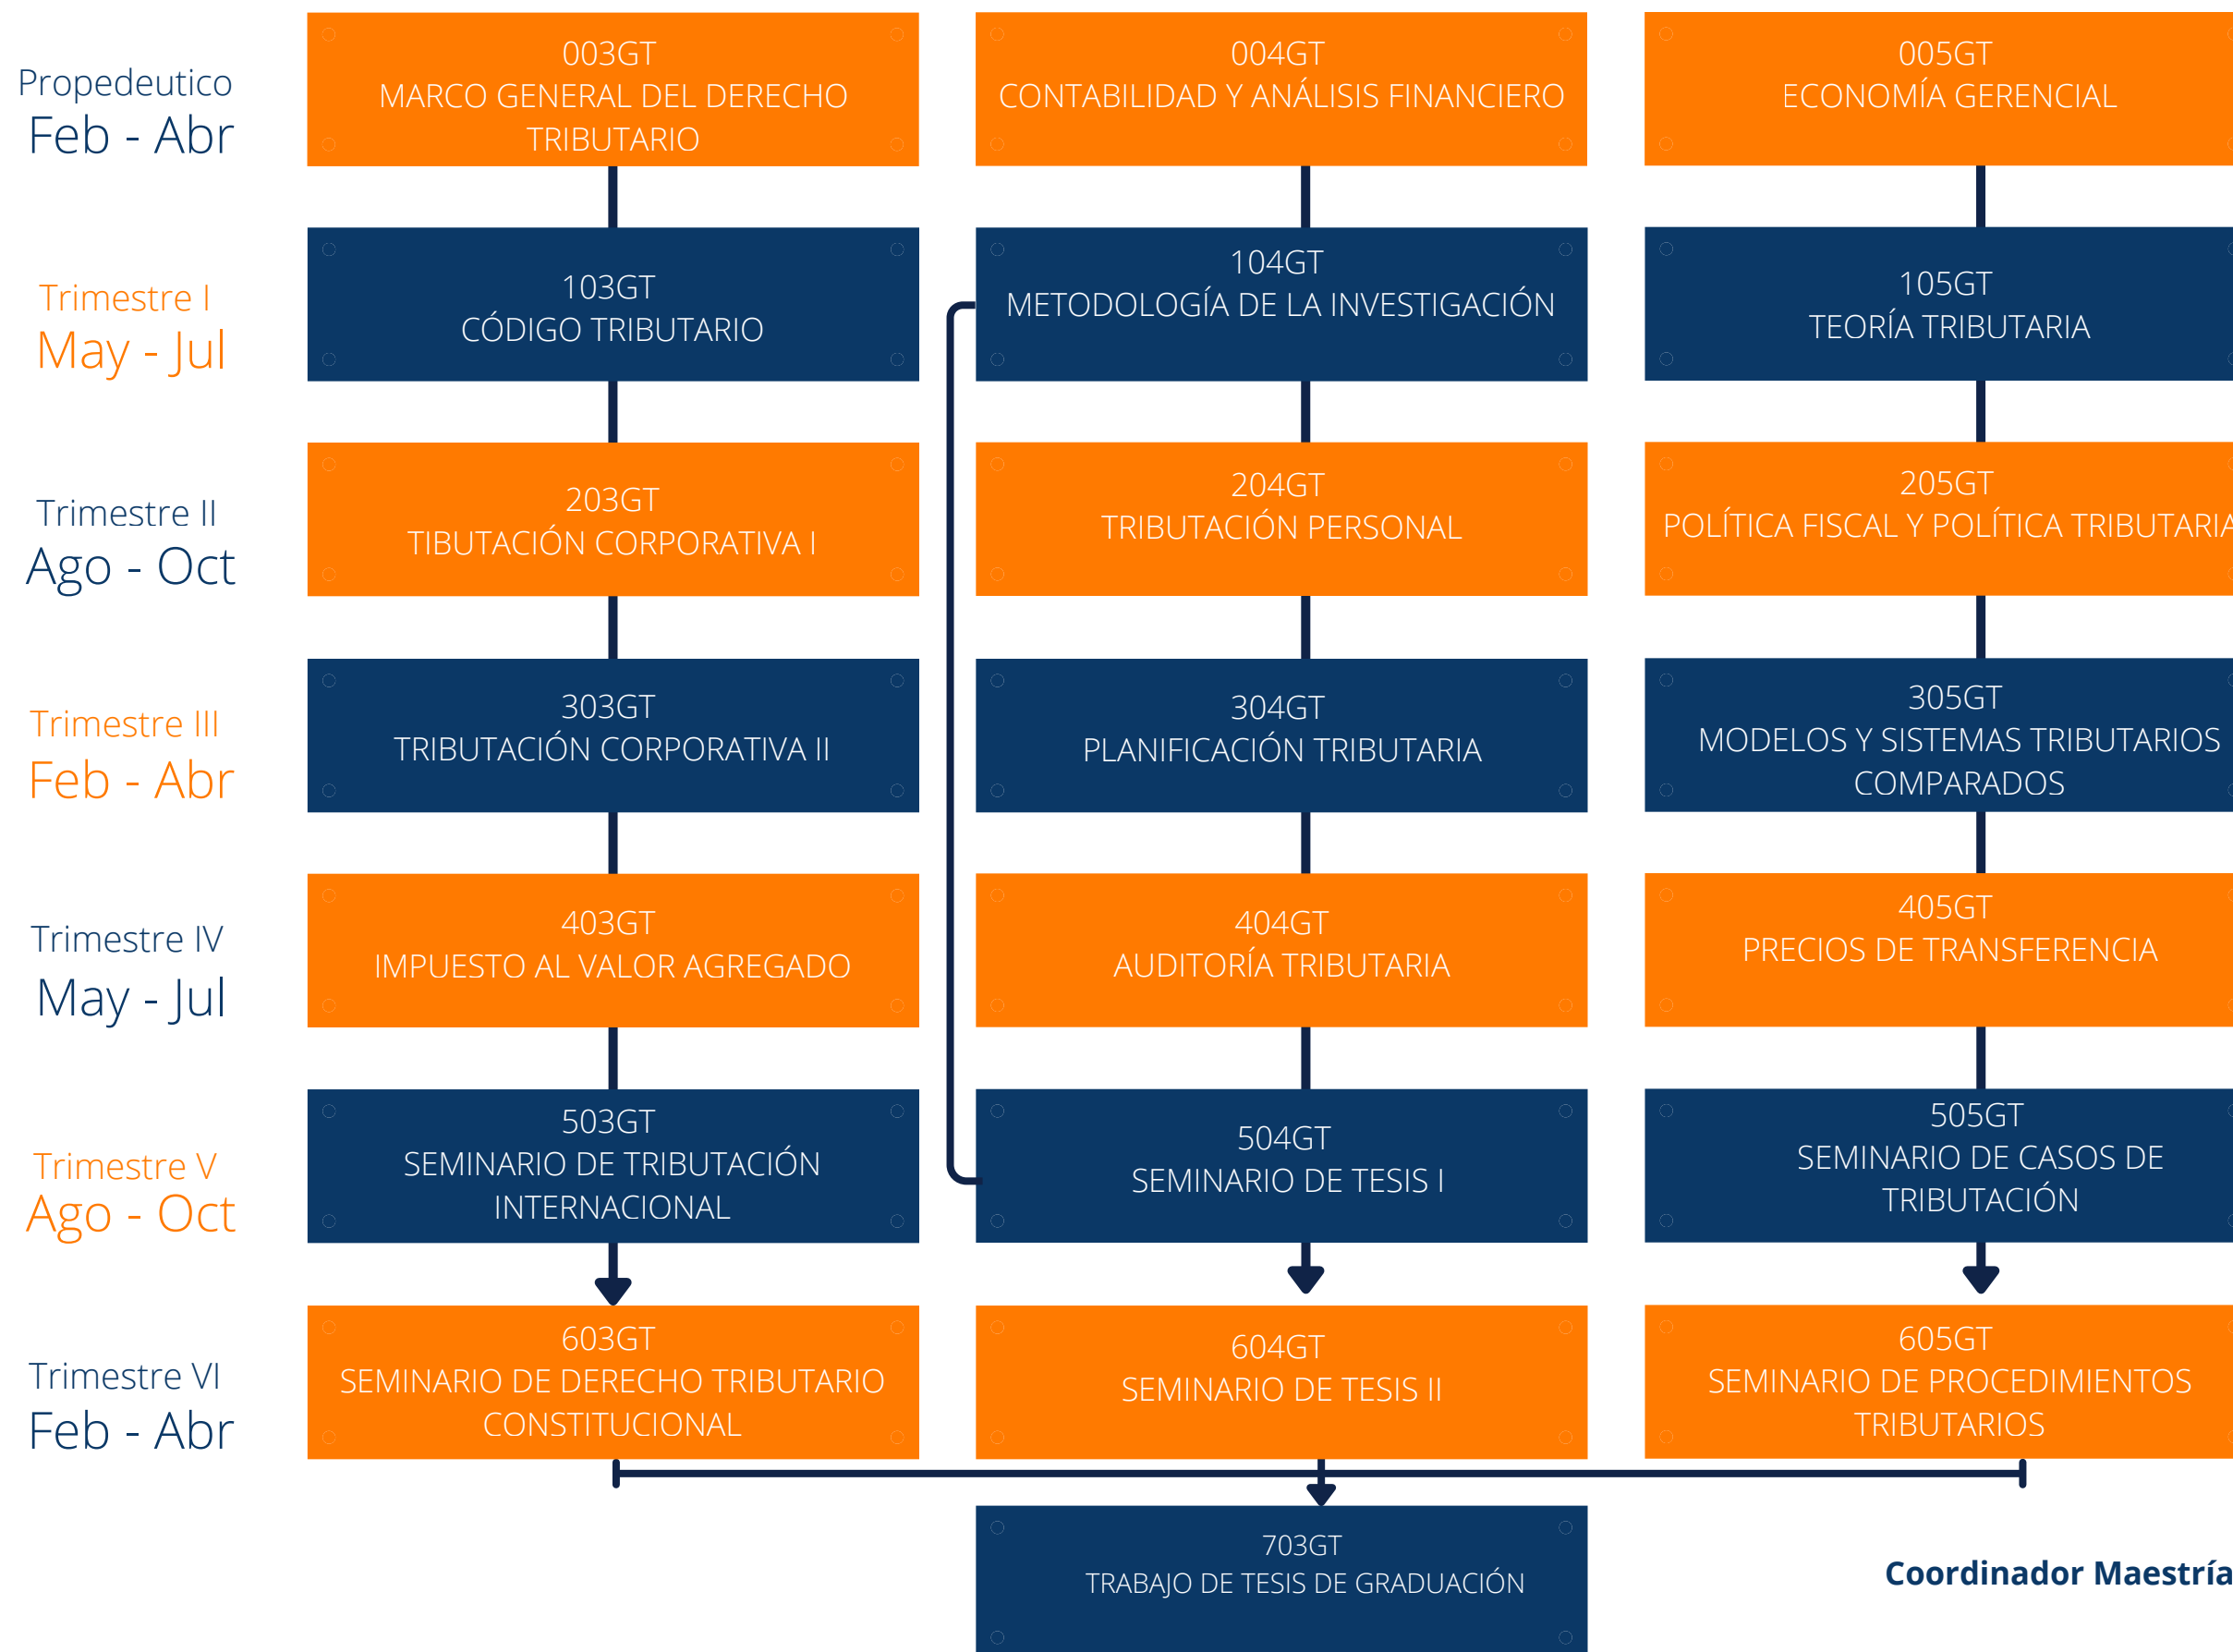 Propedeutico
Feb - Abr
003GT
MARCO GENERAL DEL DERECHO
TRIBUTARIO
004GT
CONTABILIDAD Y ANÁLISIS FINANCIERO
005GT
ECONOMÍA GERENCIAL
Trimestre I
May - Jul
103GT
CÓDIGO TRIBUTARIO
104GT
METODOLOGÍA DE LA INVESTIGACIÓN
105GT
TEORÍA TRIBUTARIA
Trimestre II
Ago - Oct
203GT
TIBUTACIÓN CORPORATIVA I
204GT
TRIBUTACIÓN PERSONAL
205GT
POLÍTICA FISCAL Y POLÍTICA TRIBUTARIA
Trimestre III
Feb - Abr
303GT
TRIBUTACIÓN CORPORATIVA II
304GT
PLANIFICACIÓN TRIBUTARIA
305GT
MODELOS Y SISTEMAS TRIBUTARIOS
COMPARADOS
Trimestre IV
May - Jul
403GT
IMPUESTO AL VALOR AGREGADO
404GT
AUDITORÍA TRIBUTARIA
405GT
PRECIOS DE TRANSFERENCIA
Trimestre V
Ago - Oct
503GT
SEMINARIO DE TRIBUTACIÓN
INTERNACIONAL
504GT
SEMINARIO DE TESIS I
505GT
SEMINARIO DE CASOS DE
TRIBUTACIÓN
Trimestre VI
Feb - Abr
603GT
SEMINARIO DE DERECHO TRIBUTARIO
CONSTITUCIONAL
604GT
SEMINARIO DE TESIS II
605GT
SEMINARIO DE PROCEDIMIENTOS
TRIBUTARIOS
703GT
TRABAJO DE TESIS DE GRADUACIÓN
Coordinador Maestría